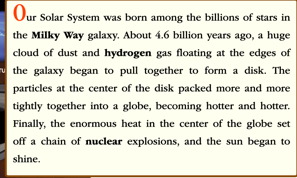 Our Solar System was born among the billions of stars in
the Milky Way galaxy. About 4.6 billion years ago, a huge
cloud of dust and hydrogen gas floating at the edges of
the galaxy began to pull together to form a disk. The
particles at the center of the disk packed more and more
tightly together into a globe, becoming hotter and hotter.
Finally, the enormous heat in the center of the globe set
off a chain of nuclear explosions, and the sun began to
shine.